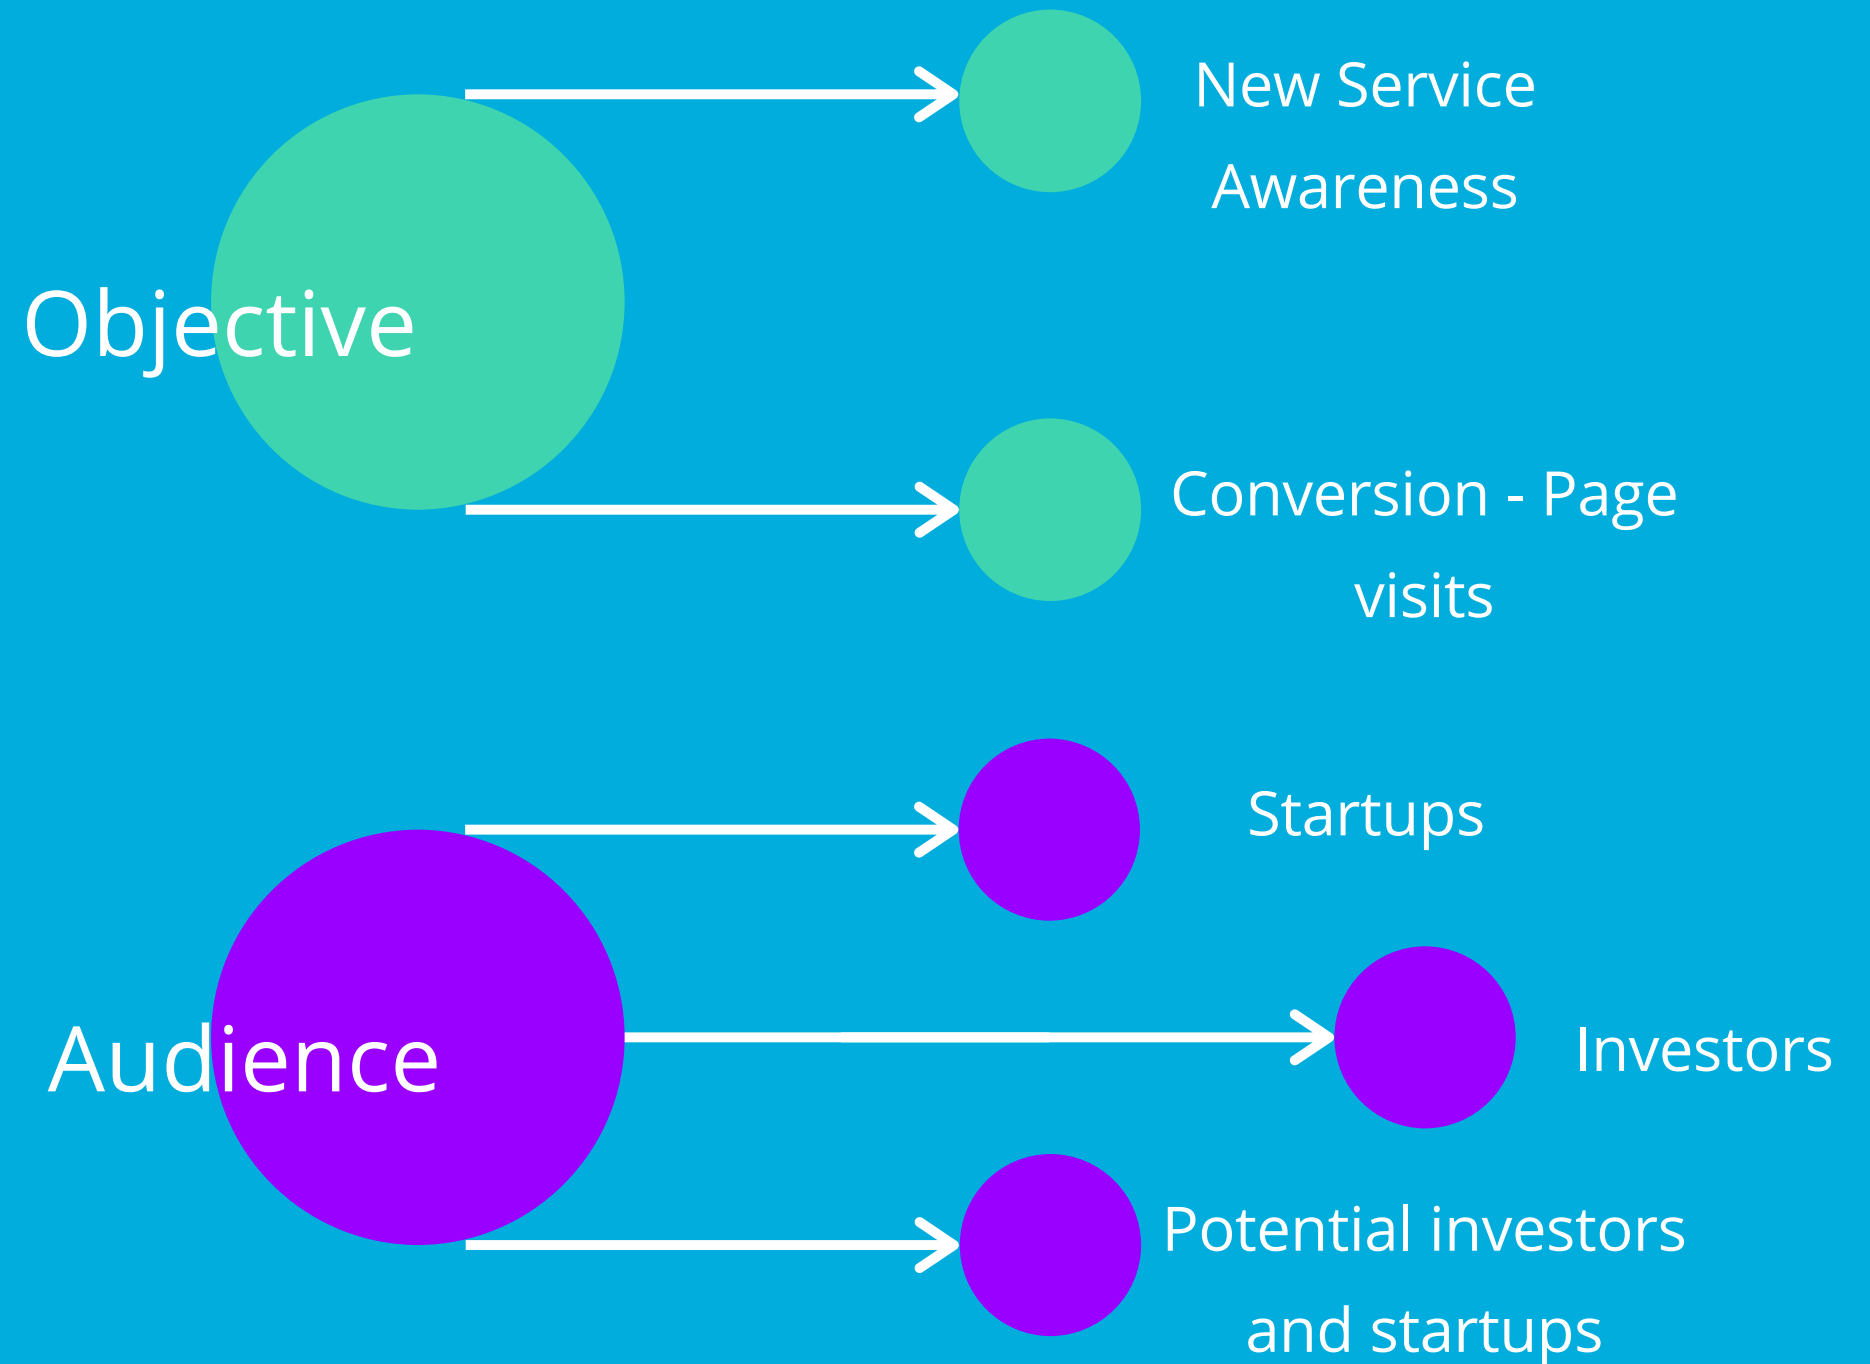 New Service
Awareness
Objective
Conversion - Page
visits
Startups
Audience
Investors
Potential investors
and startups